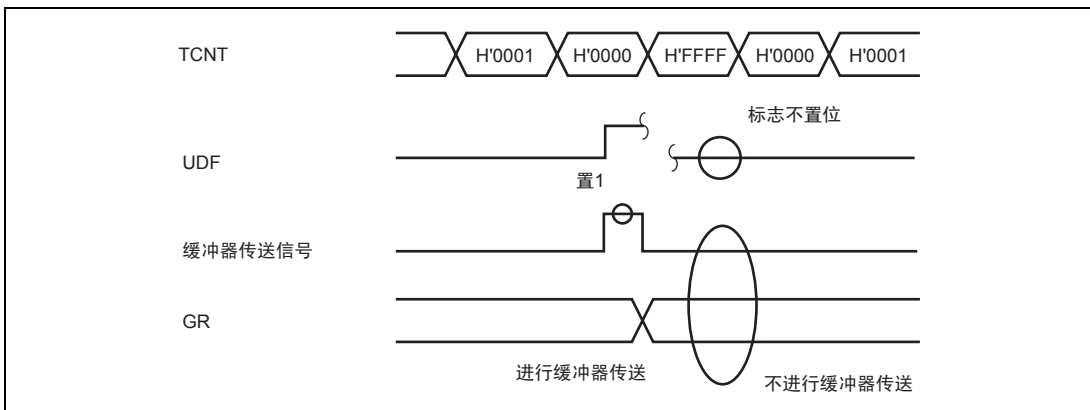 TCNT H'0001 H'0000 H'FFFF H'0000 H'0001
标志不置位
UDF
置1
缓冲器传送信号
GR
进行缓冲器传送
不进行缓冲器传送